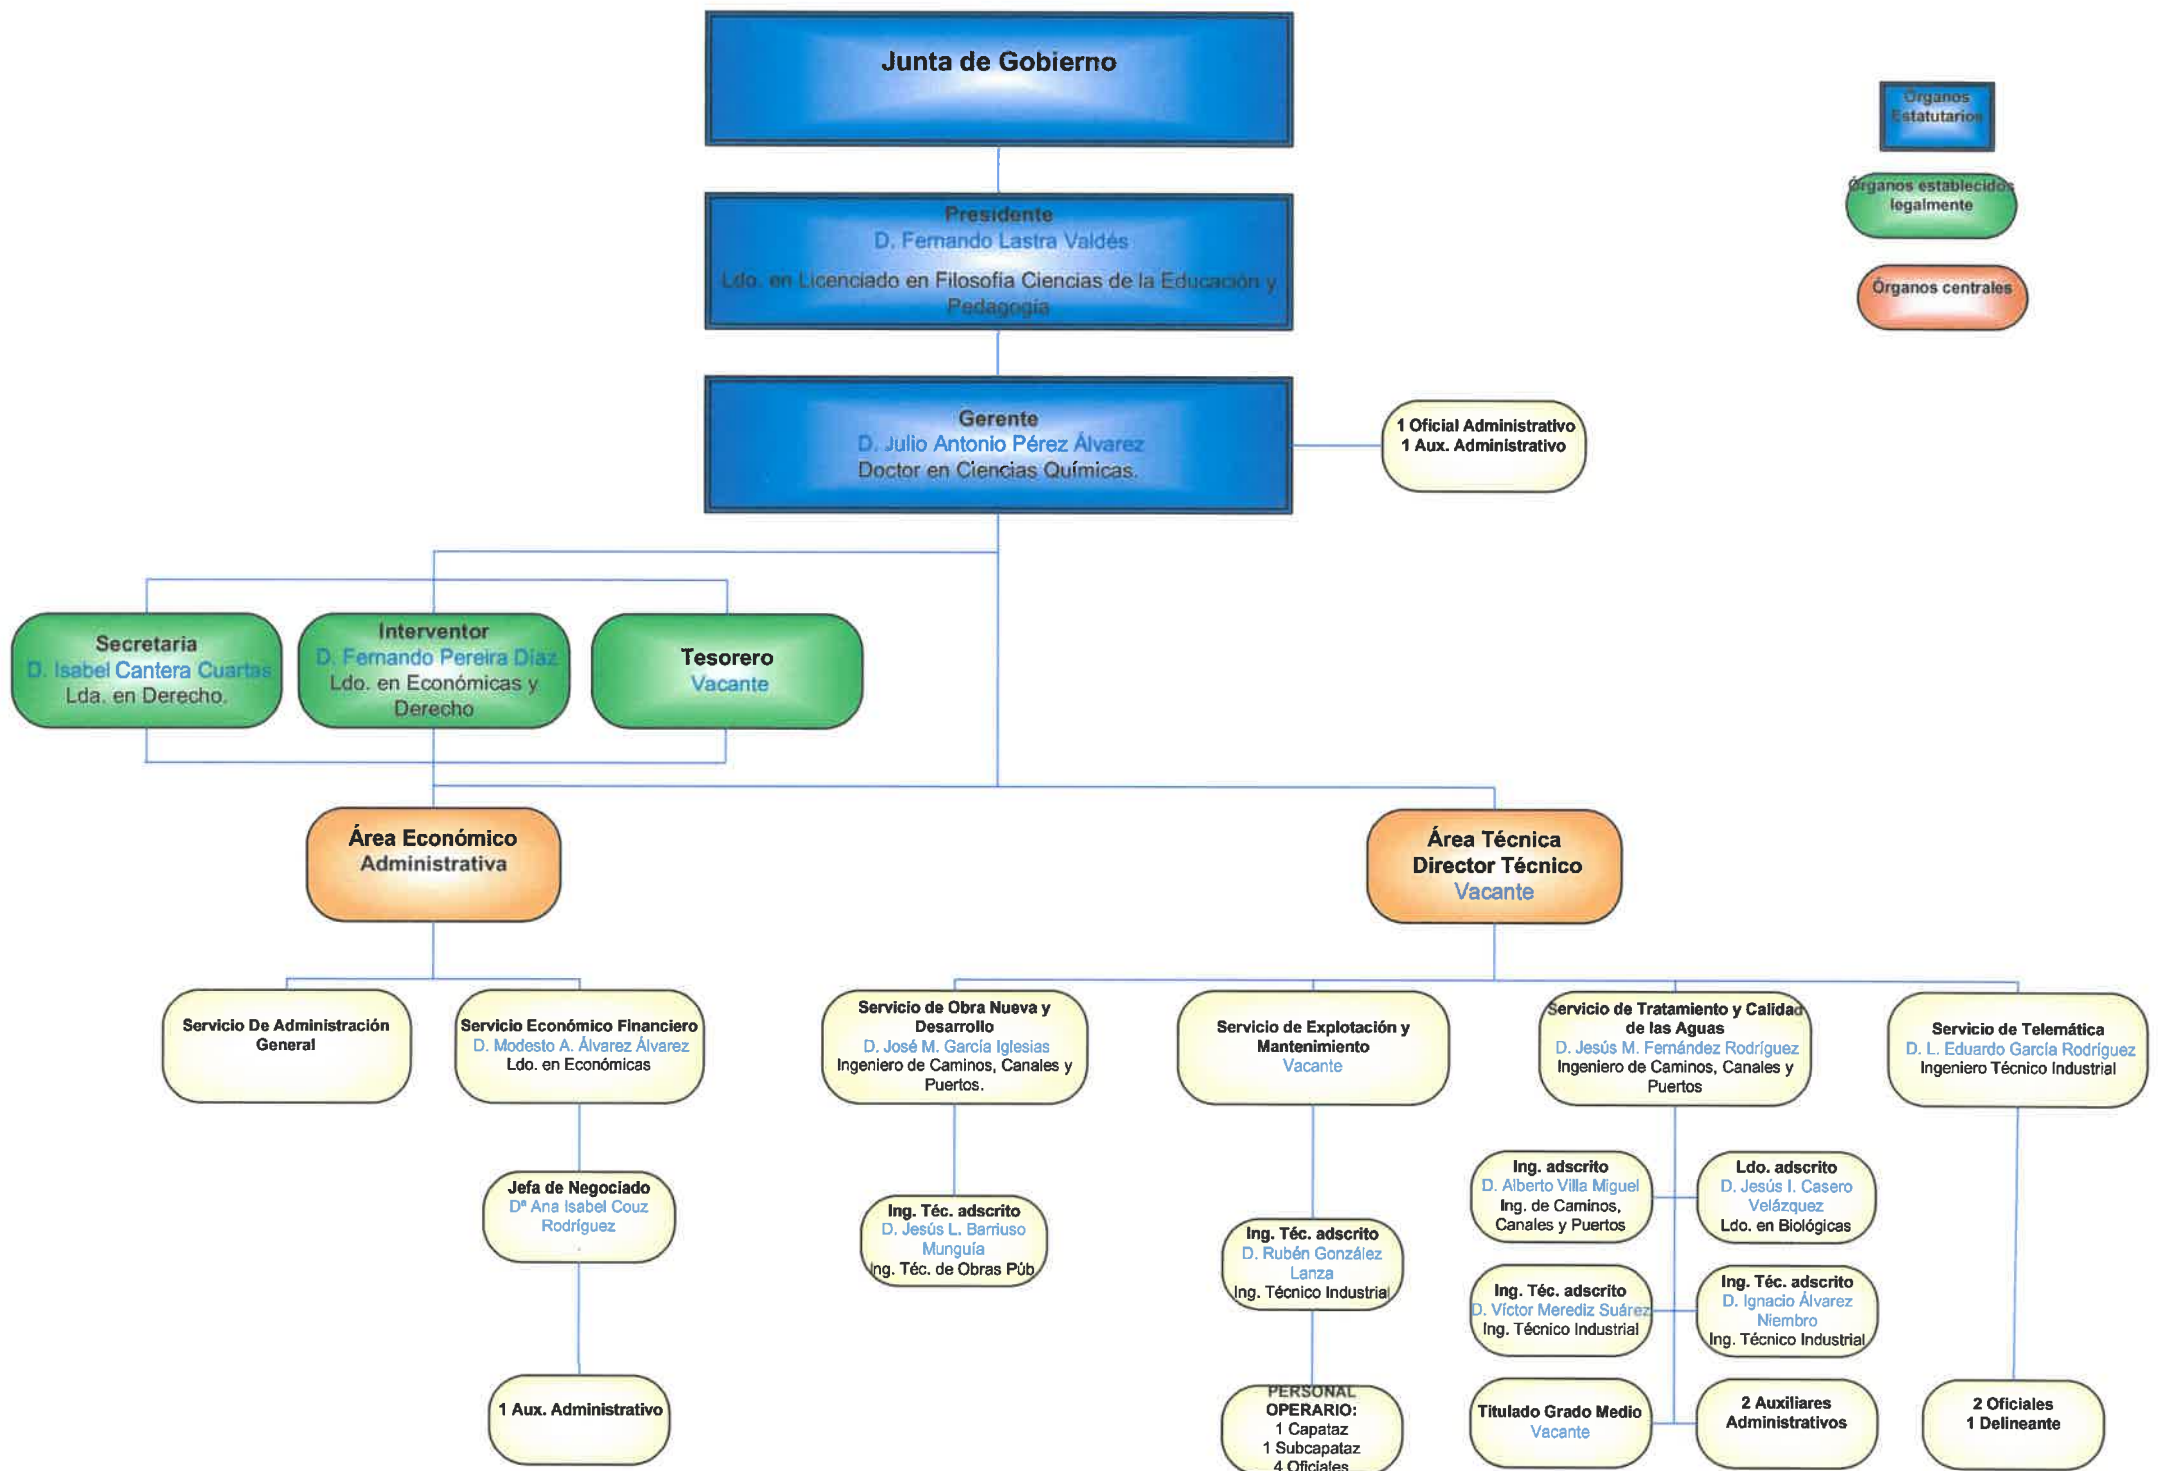 Junta de Gobierno
Órganos
Estatutarios
Órganos establecidos
legalmente
Órganos centrales
Presidente
D. Fernando Lastra Valdés
Ldo. en Licenciado en Filosofía Ciencias de la Educación y
Pedagogía
Gerente
D. Julio Antonio Pérez Álvarez
Doctor en Ciencias Químicas.
1 Oficial Administrativo
1 Aux. Administrativo
Secretaria
D. Isabel Cantera Cuartas
Lda. en Derecho.
Interventor
D. Fernando Pereira Díaz
Ldo. en Económicas y
Derecho
Tesorero
Vacante
Área Económico
Administrativa
Área Técnica
Director Técnico
Vacante
Servicio De Administración
General
Servicio Económico Financiero
D. Modesto A. Álvarez Álvarez
Ldo. en Económicas
Servicio de Obra Nueva y
Desarrollo
D. José M. García Iglesias
Ingeniero de Caminos, Canales y
Puertos.
Servicio de Explotación y
Mantenimiento
Vacante
Servicio de Tratamiento y Calidad
de las Aguas
D. Jesús M. Fernández Rodríguez
Ingeniero de Caminos, Canales y
Puertos
Servicio de Telemática
D. L. Eduardo García Rodríguez
Ingeniero Técnico Industrial
Jefa de Negociado
Dª Ana Isabel Couz
Rodríguez
.
Ing. Téc. adscrito
D. Jesús L. Barriuso
Munguía
Ing. Téc. de Obras Púb
Ing. Téc. adscrito
D. Rubén González
Lanza
Ing. Técnico Industrial
Ing. adscrito
D. Alberto Villa Miguel
Ing. de Caminos,
Canales y Puertos
Ldo. adscrito
D. Jesús I. Casero
Velázquez
Ldo. en Biológicas
Ing. Téc. adscrito
D. Víctor Merediz Suárez
Ing. Técnico Industrial
Ing. Téc. adscrito
D. Ignacio Álvarez
Niembro
Ing. Técnico Industrial
1 Aux. Administrativo
PERSONAL
OPERARIO:
1 Capataz
1 Subcapataz
4 Oficiales
Titulado Grado Medio
Vacante
2 Auxiliares
Administrativos
2 Oficiales
1 Delineante